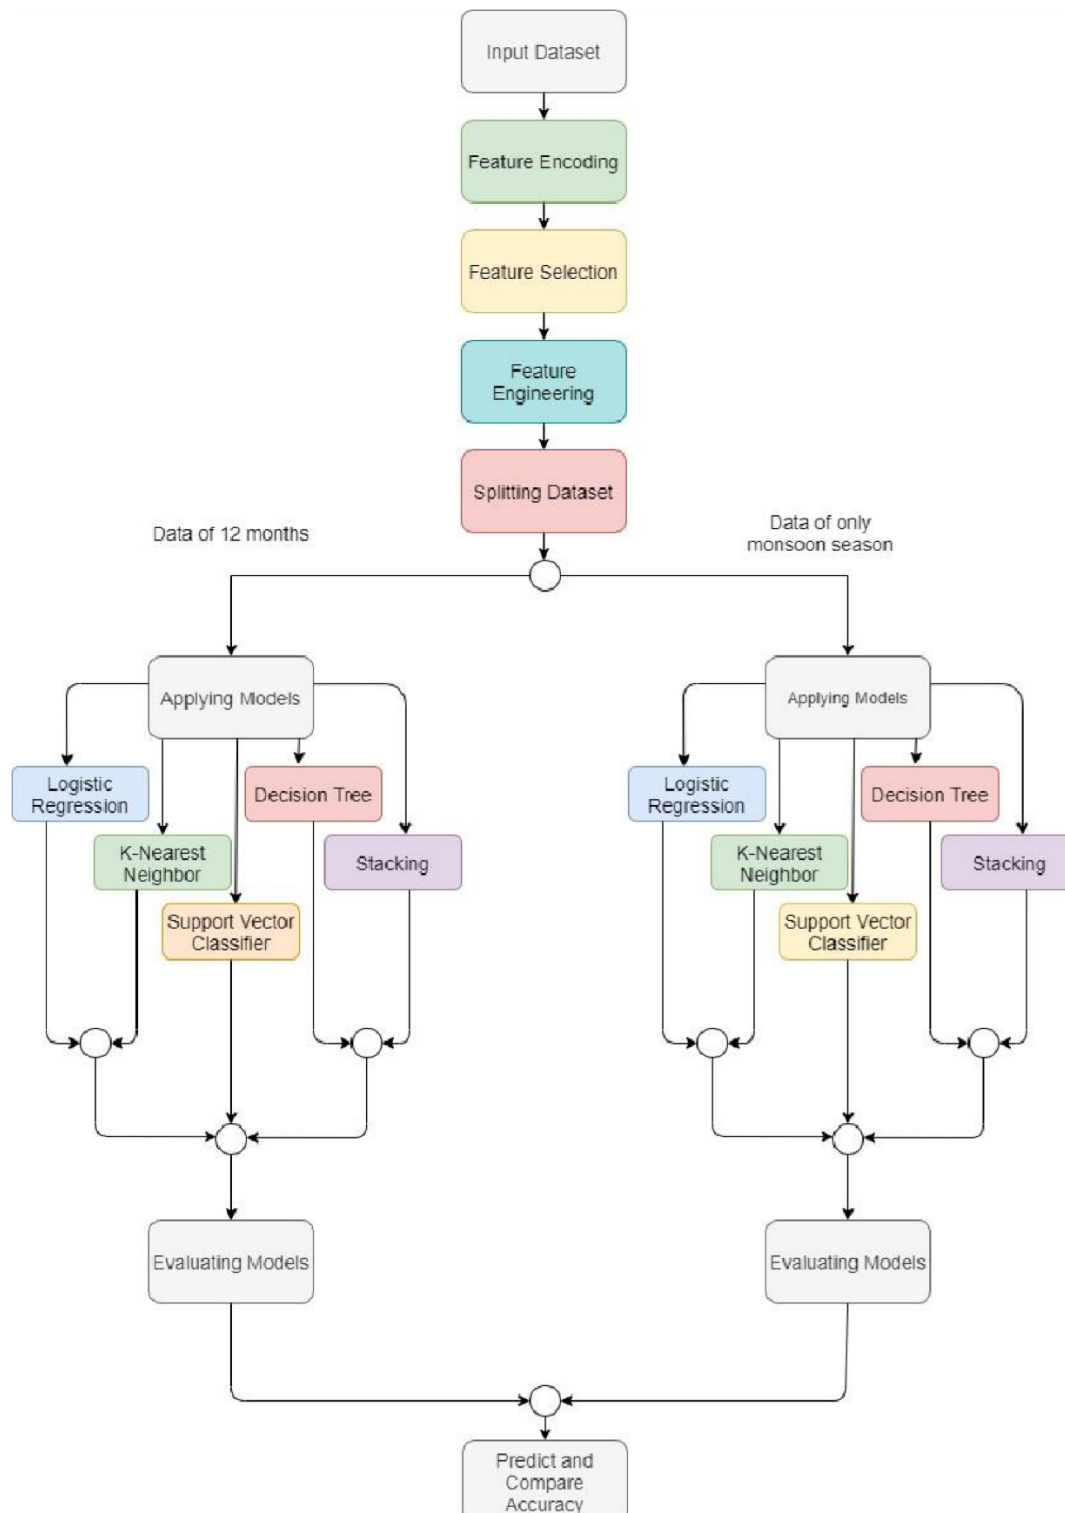 Input Dataset
Feature Encoding
Feature Selection
Feature
Engineering
Splitting Dataset
Data of 12 months
Data of only
monsoon season
Applying Models
Logistic
Regression
Decision Tree
K-Nearest
Neighbor
Stacking
Support Vector
Classifier
Evaluating Models
Applying Models
Logistic
Regression
Decision Tree
K-Nearest
Neighbor
Stacking
Support Vector
Classifier
Evaluating Models
Predict and
Compare
Accuracy